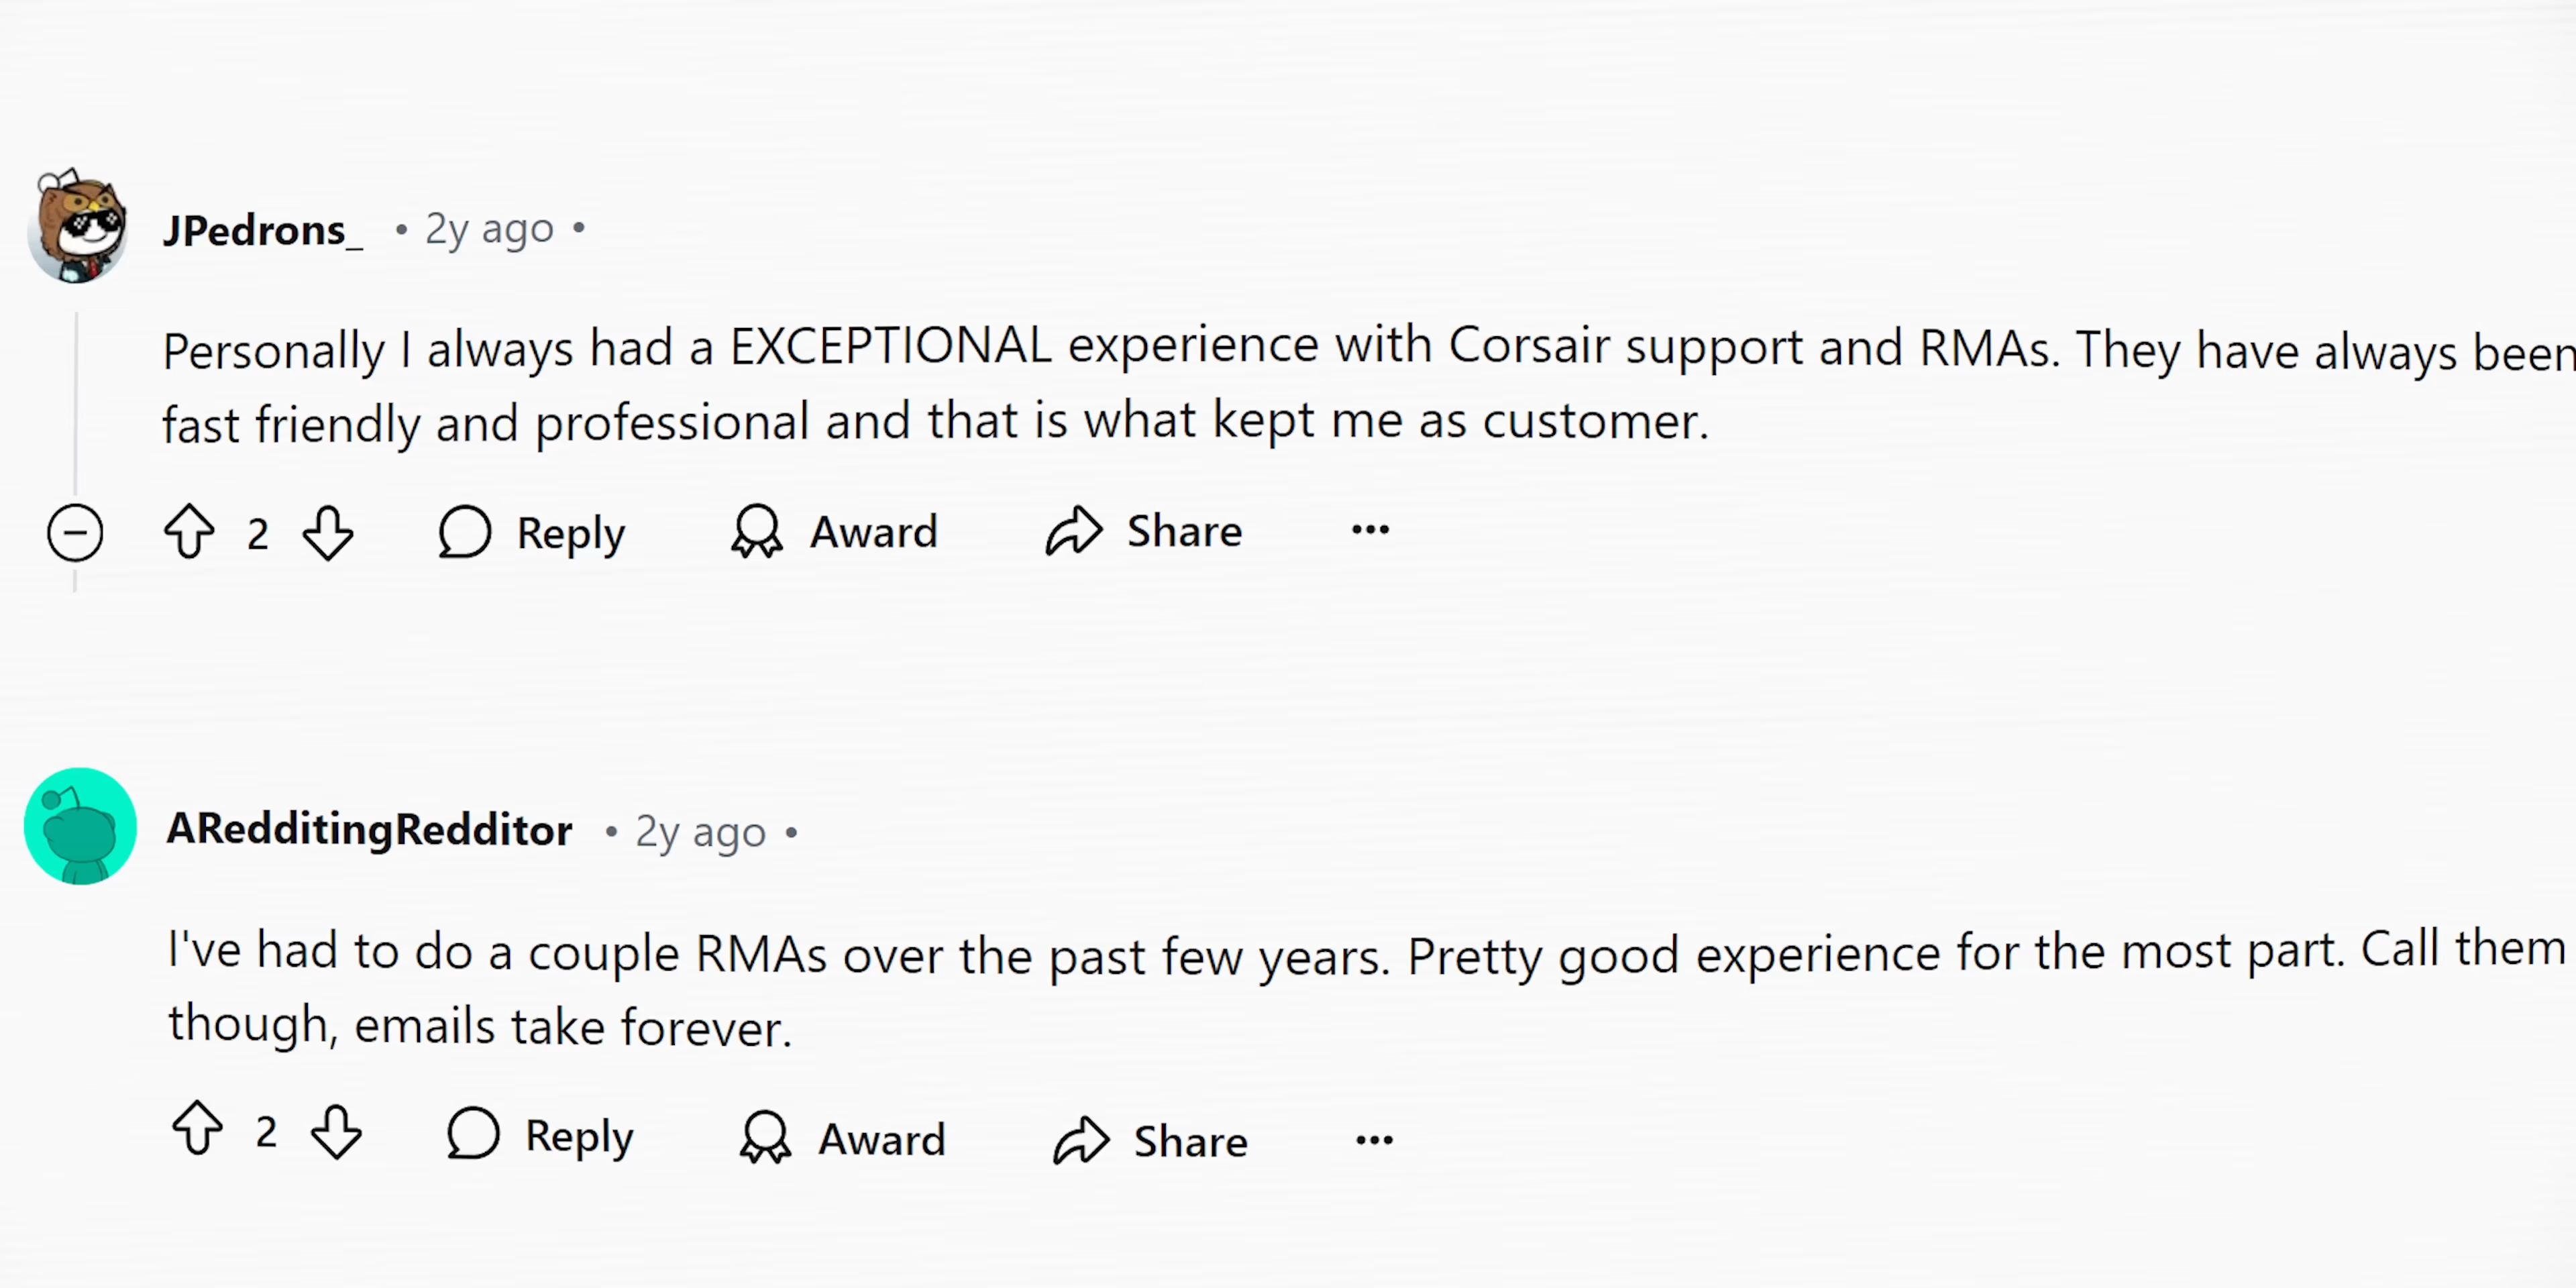 JPedrons_ • 2y ago •
Personally I always had a EXCEPTIONAL experience with Corsair support and RMAs. They have always been
fast friendly and professional and that is what kept me as customer.
2 Reply Award Share ...
ARedditingRedditor • 2y ago •
I've had to do a couple RMAs over the past few years. Pretty good experience for the most part. Call them
though, emails take forever.
2 Reply Award Share ...